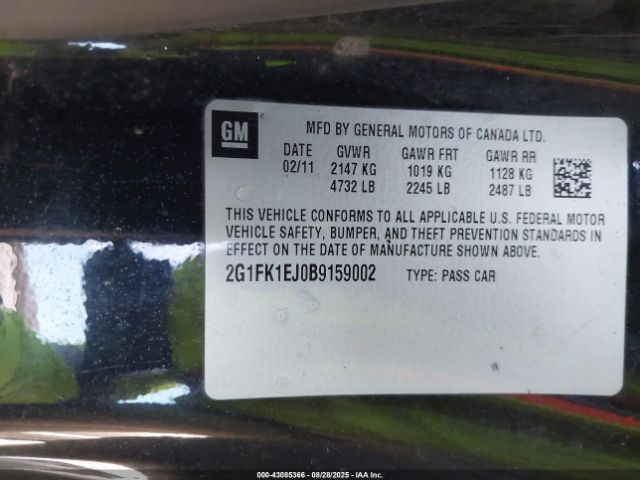 GM
MFD BY GENERAL MOTORS OF CANADA LTD.
DATE GVWR GAWR FRT GAWR RR
02/11 2147 KG 1019 KG 1128 KG
4732 LB 2245 LB 2487 LB
THIS VEHICLE CONFORMS TO ALL APPLICABLE U.S. FEDERAL MOTOR
VEHICLE SAFETY, BUMPER, AND THEFT PREVENTION STANDARDS IN
EFFECT ON THE DATE OF MANUFACTURE SHOWN ABOVE.
2G1FK1EJ0B9159002 TYPE: PASS CAR
000-43085366 - 08/28/2025 - IAA Inc.